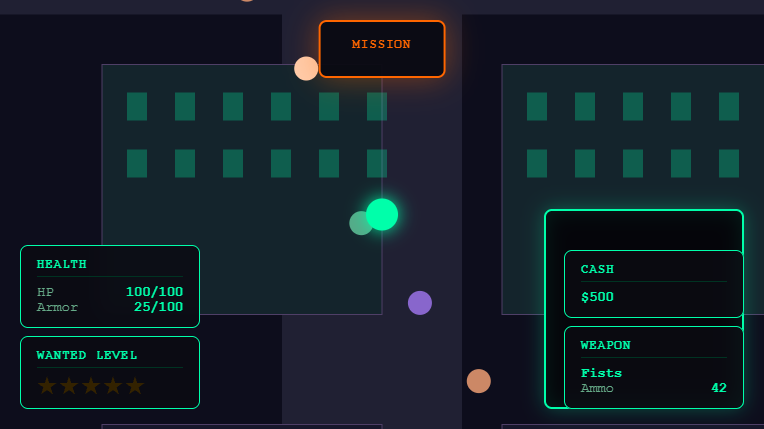 MISSION
HEALTH
HP 100/100
Armor 25/100
WANTED LEVEL
★★★★★
CASH
$500
WEAPON
Fists
Ammo 42